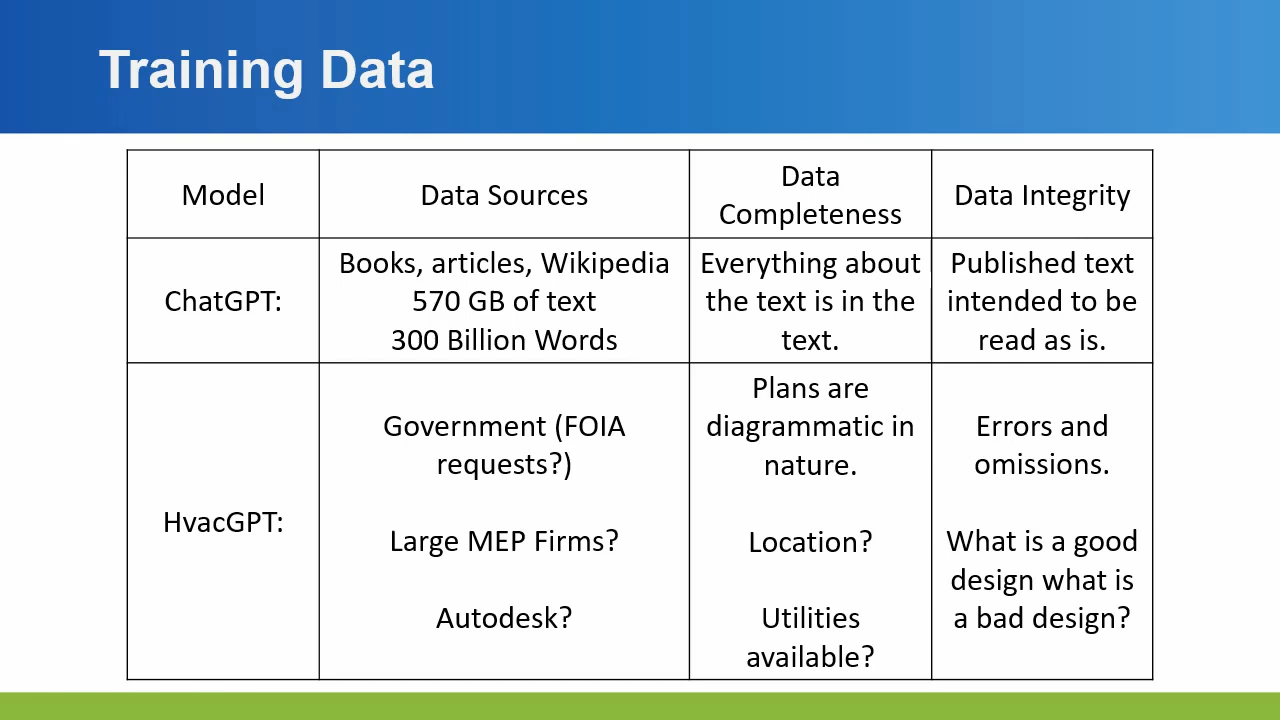 Training Data
Model
Data Sources
Data
Completeness
Data Integrity
ChatGPT:
Books, articles, Wikipedia
570 GB of text
300 Billion Words
Everything about
the text is in the
text.
Published text
intended to be
read as is.
HvacGPT:
Government (FOIA
requests?)
Large MEP Firms?
Autodesk?
Plans are
diagrammatic in
nature.
Location?
Utilities
available?
Errors and
omissions.
What is a good
design what is
a bad design?